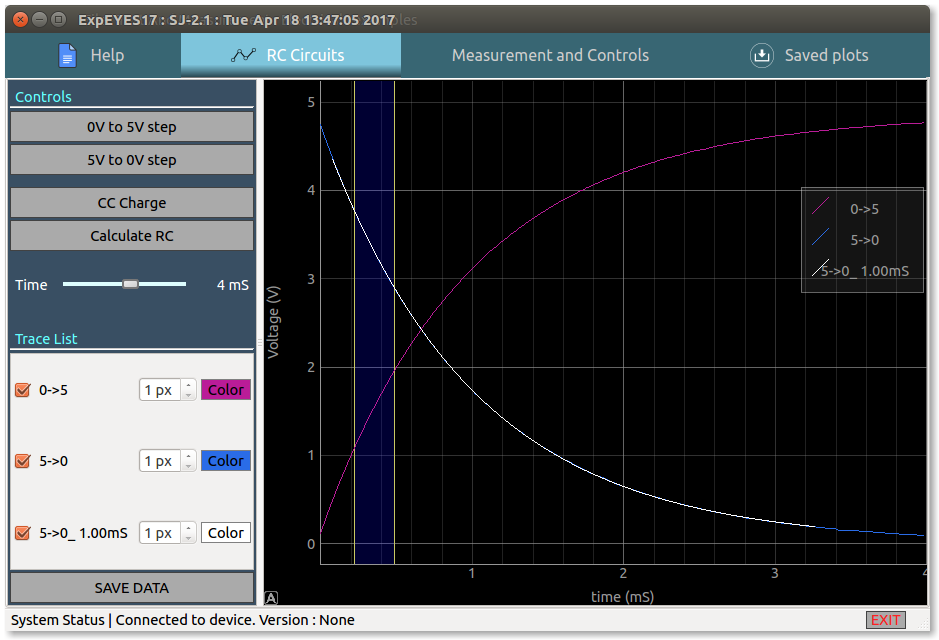 ExpEYES17 : SJ-2.1 : Tue Apr 18 13:47:05 2017
Help
RC Circuits
Measurement and Controls
Saved plots
Controls
0V to 5V step
5V to 0V step
CC Charge
Calculate RC
Time 4 mS
Trace List
0->5 1 px Color
5->0 1 px Color
5->0_ 1.00mS 1 px Color
SAVE DATA
5
4
3
2
1
0
Voltage (V)
0->5
5->0
5->0_ 1.00mS
1 2 3 4
time (mS)
A
System Status | Connected to device. Version : None
EXIT